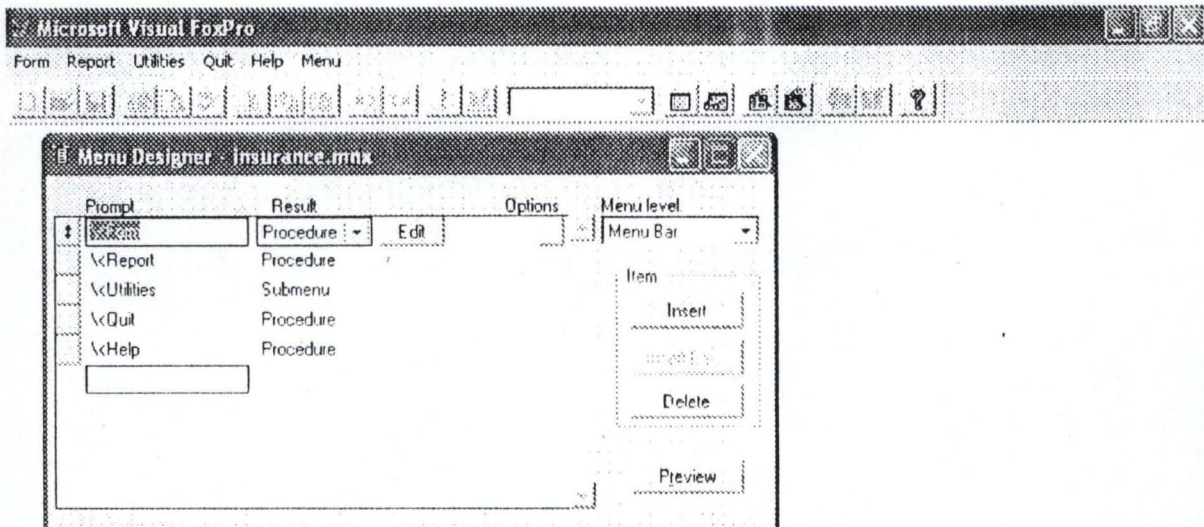 Microsoft Visual FoxPro
Form Report Utilities Quit Help Menu
?
Menu Designer - insurance.mnx
Prompt Result Options Menu level:
Procedure Edit Menu Bar
\<Report Procedure
\<Utilities Submenu
\<Quit Procedure
\<Help Procedure
Item
Insert
Delete
Preview